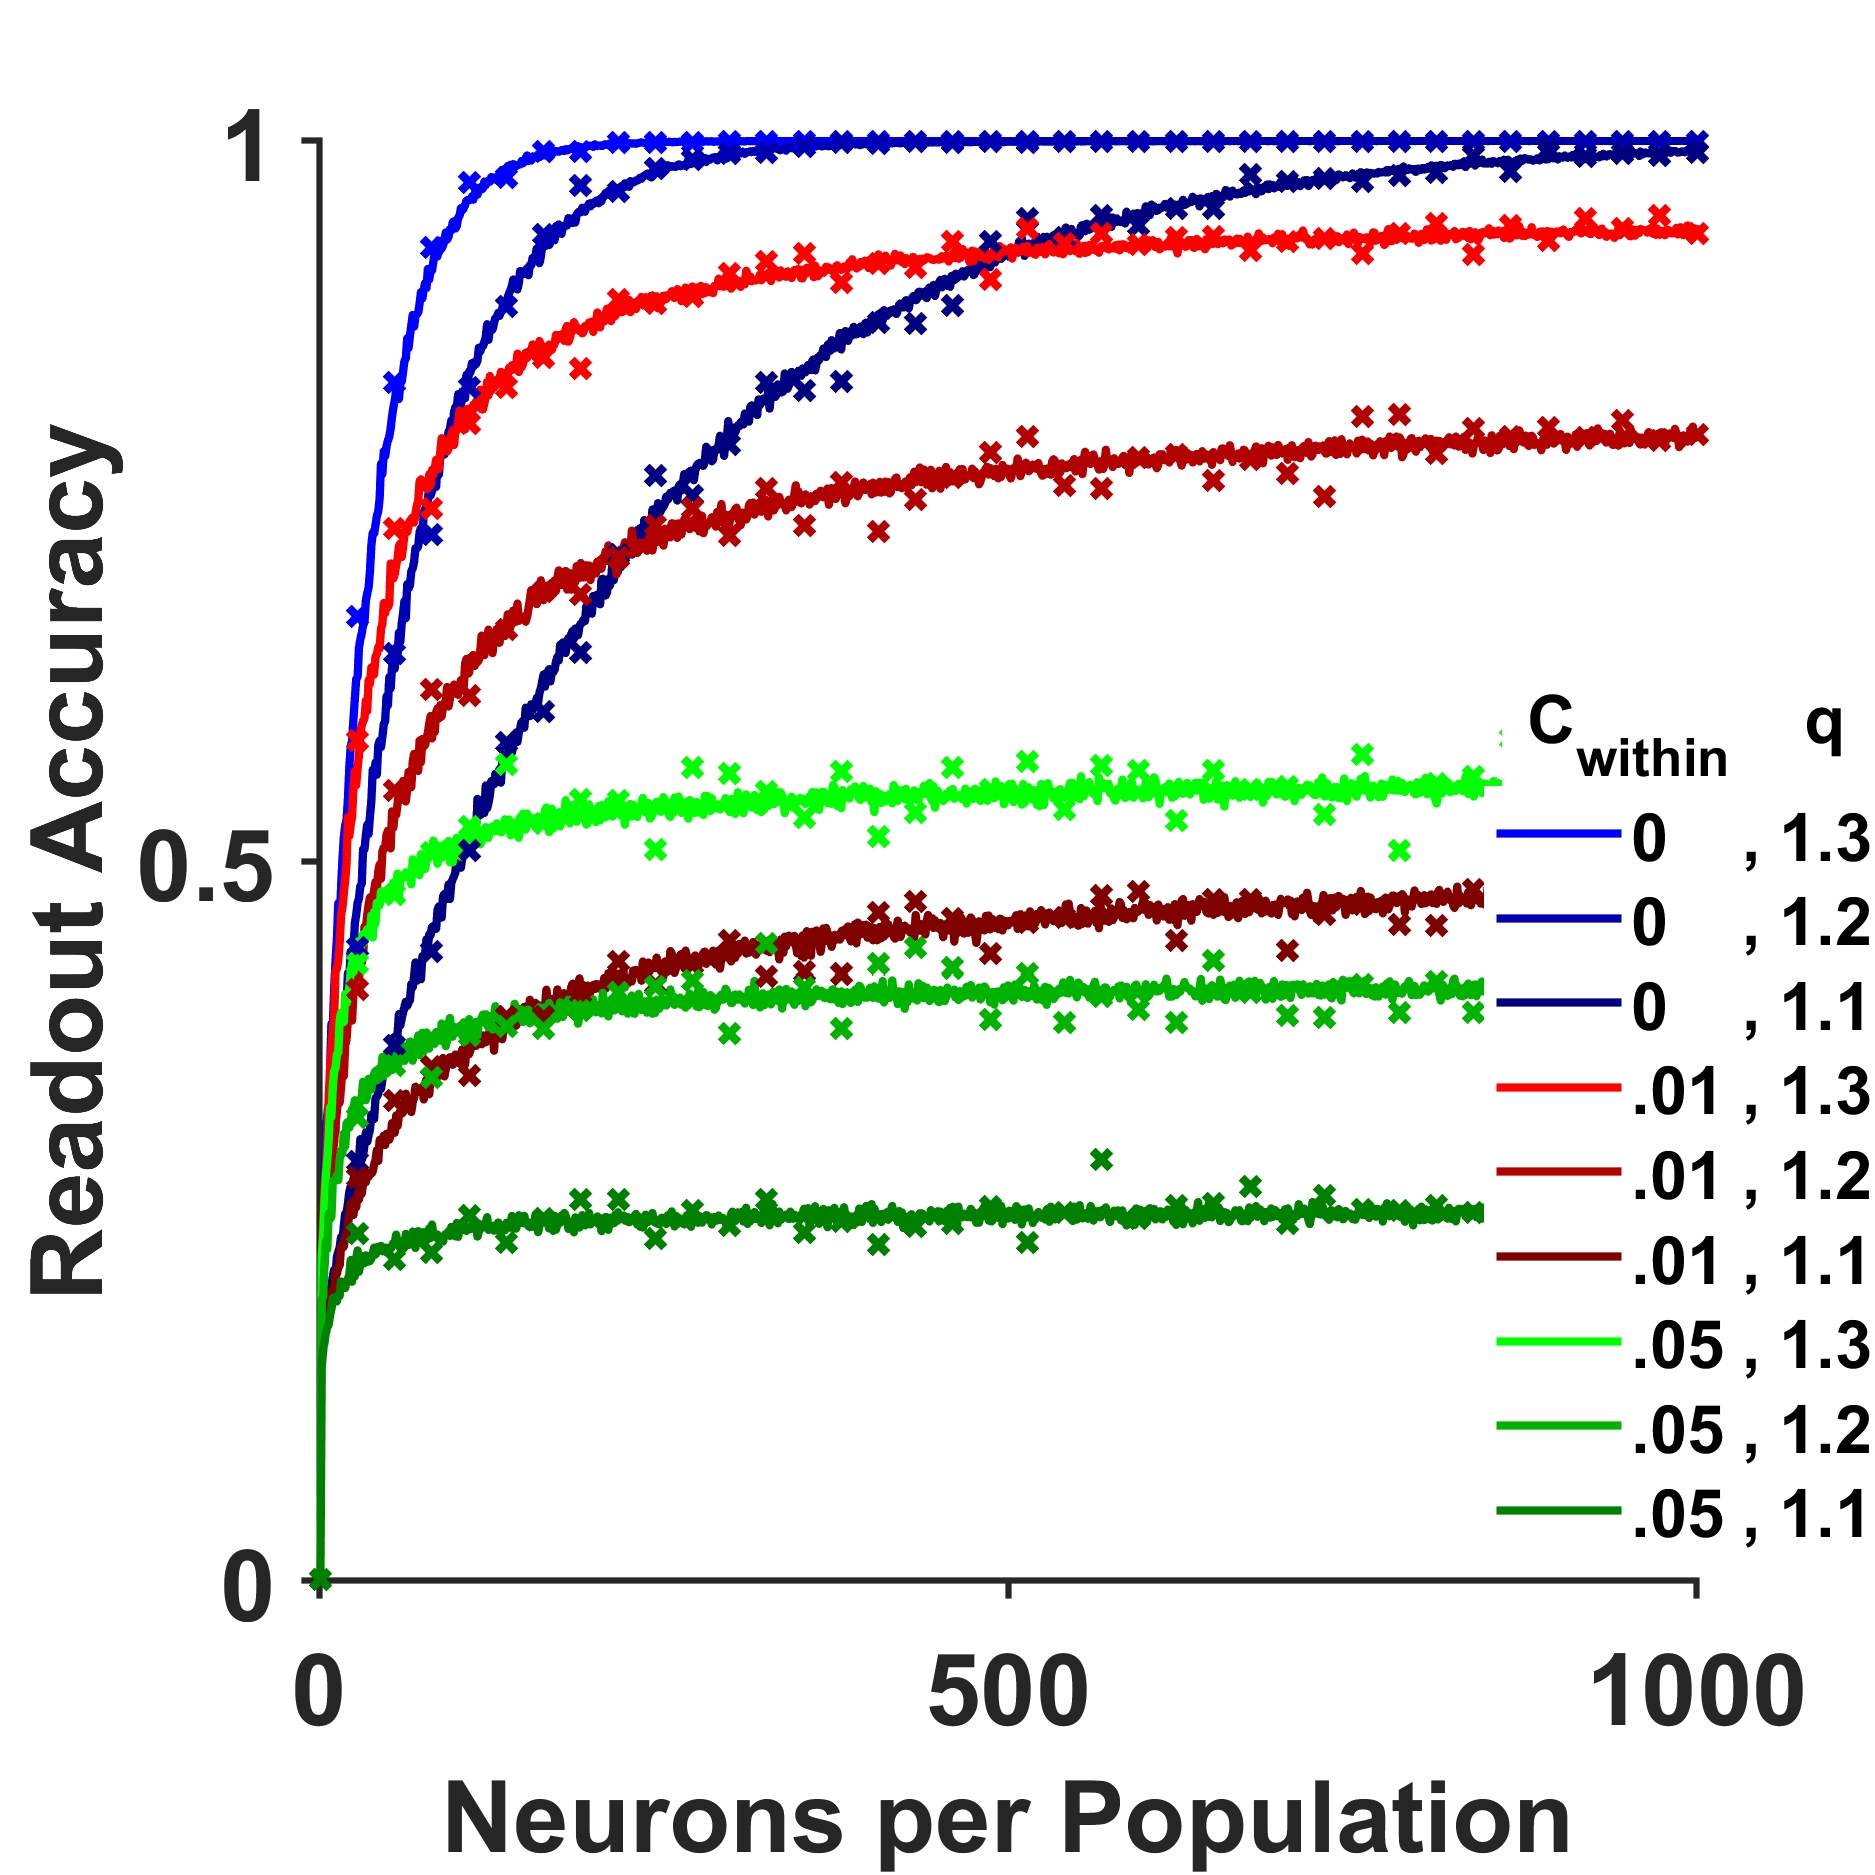 1
0.5
0
Readout Accuracy
0
500
1000
Neurons per Population
C within q
0 , 1.3
0 , 1.2
0 , 1.1
.01 , 1.3
.01 , 1.2
.01 , 1.1
.05 , 1.3
.05 , 1.2
.05 , 1.1